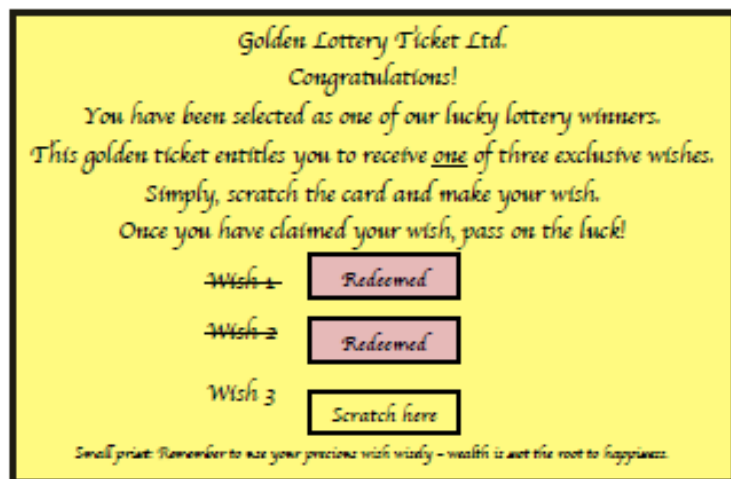 Golden Lottery Ticket Ltd.
Congratulations!
You have been selected as one of our lucky lottery winners.
This golden ticket entitles you to receive one of three exclusive wishes.
Simply, scratch the card and make your wish.
Once you have claimed your wish, pass on the luck!
Wish 1 Redeemed
Wish 2 Redeemed
Wish 3 Scratch here
Small print: Remember to use your precious wish wisely – wealth is not the root to happiness.